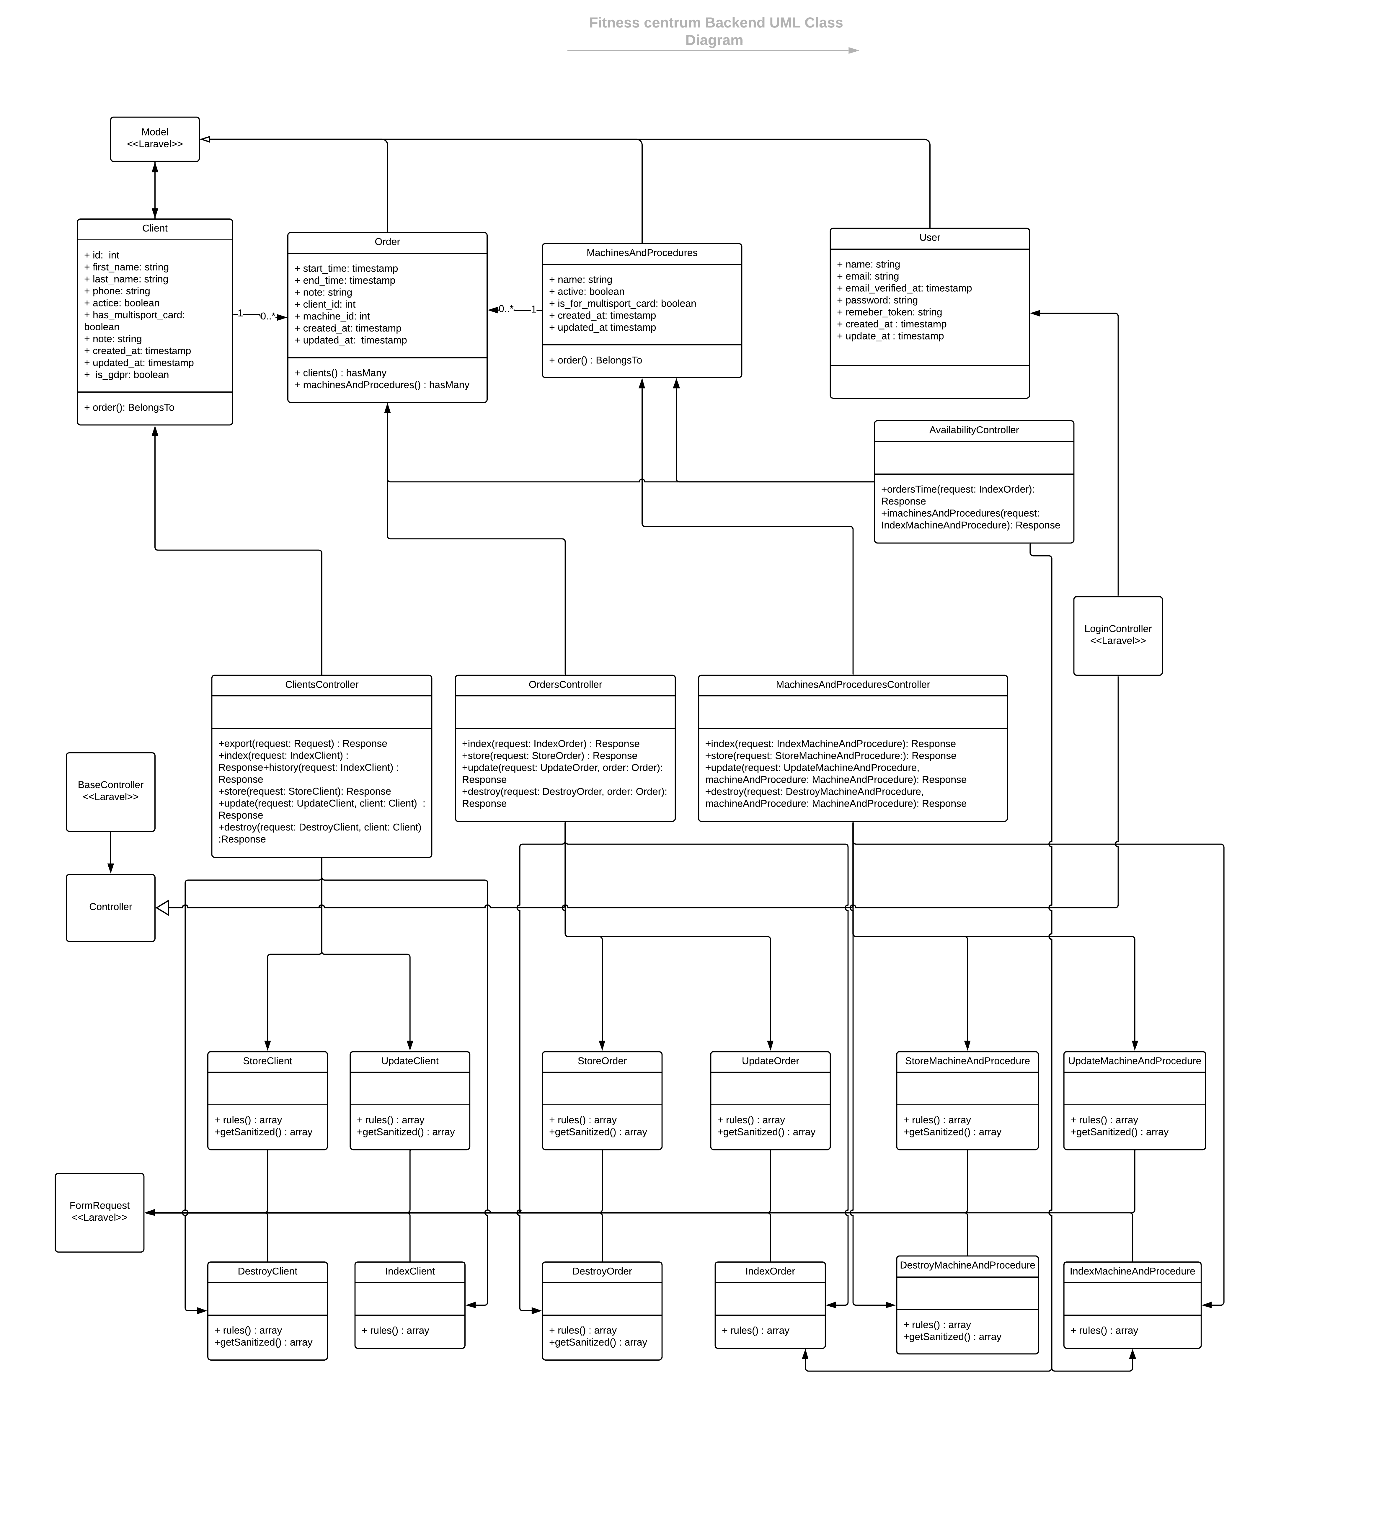 Fitness centrum Backend UML Class
Diagram
Model
<<Laravel>>
Client
+ id:  int
+ first_name: string
+ last_name: string
+ phone: string
+ actice: boolean
+ has_multisport_card:
boolean
+ note: string
+ created_at: timestamp
+ updated_at: timestamp
+  is_gdpr: boolean
+ order(): BelongsTo
1
0..*
Order
+ start_time: timestamp
+ end_time: timestamp
+ note: string
+ client_id: int
+ machine_id: int
+ created_at: timestamp
+ updated_at:  timestamp
+ clients() : hasMany
+ machinesAndProcedures() : hasMany
0..*
1
MachinesAndProcedures
+ name: string
+ active: boolean
+ is_for_multisport_card: boolean
+ created_at: timestamp
+ updated_at timestamp
+ order() : BelongsTo
User
+ name: string
+ email: string
+ email_verified_at: timestamp
+ password: string
+ remeber_token: string
+ created_at : timestamp
+ update_at : timestamp
AvailabilityController
+ordersTime(request: IndexOrder):
Response
+imachinesAndProcedures(request:
IndexMachineAndProcedure): Response
LoginController
<<Laravel>>
ClientsController
+export(request: Request) : Response
+index(request: IndexClient) :
Response+history(request: IndexClient) :
Response
+store(request: StoreClient): Response
+update(request: UpdateClient, client: Client)  :
Response
+destroy(request: DestroyClient, client: Client)
:Response
OrdersController
+index(request: IndexOrder) : Response
+store(request: StoreOrder) : Response
+update(request: UpdateOrder, order: Order):
Response
+destroy(request: DestroyOrder, order: Order):
Response
MachinesAndProceduresController
+index(request: IndexMachineAndProcedure): Response
+store(request: StoreMachineAndProcedure:): Response
+update(request: UpdateMachineAndProcedure,
machineAndProcedure: MachineAndProcedure): Response
+destroy(request: DestroyMachineAndProcedure,
machineAndProcedure: MachineAndProcedure): Response
BaseController
<<Laravel>>
Controller
StoreClient
+ rules() : array
+getSanitized() : array
UpdateClient
+ rules() : array
+getSanitized() : array
StoreOrder
+ rules() : array
+getSanitized() : array
UpdateOrder
+ rules() : array
+getSanitized() : array
StoreMachineAndProcedure
+ rules() : array
+getSanitized() : array
UpdateMachineAndProcedure
+ rules() : array
+getSanitized() : array
FormRequest
<<Laravel>>
DestroyClient
+ rules() : array
+getSanitized() : array
IndexClient
+ rules() : array
DestroyOrder
+ rules() : array
+getSanitized() : array
IndexOrder
+ rules() : array
DestroyMachineAndProcedure
+ rules() : array
+getSanitized() : array
IndexMachineAndProcedure
+ rules() : array